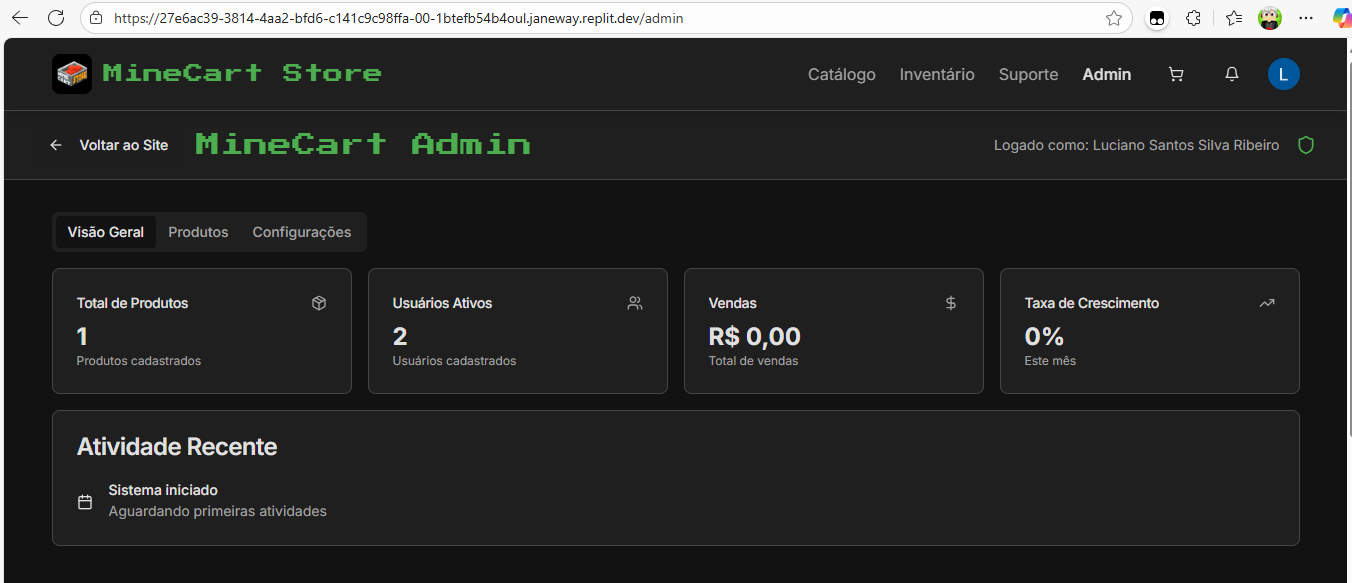 https://27e6ac39-3814-4aa2-bfd6-c141c9c98ffa-00-1btefb54b4oul.janeway.replit.dev/admin
MineCart Store
Catálogo Inventário Suporte Admin L
Voltar ao Site MineCart Admin Logado como: Luciano Santos Silva Ribeiro
Visão Geral Produtos Configurações
Total de Produtos Usuários Ativos Vendas Taxa de Crescimento
1 2 R$ 0,00 0%
Produtos cadastrados Usuários cadastrados Total de vendas Este mês
Atividade Recente
Sistema iniciado
Aguardando primeiras atividades